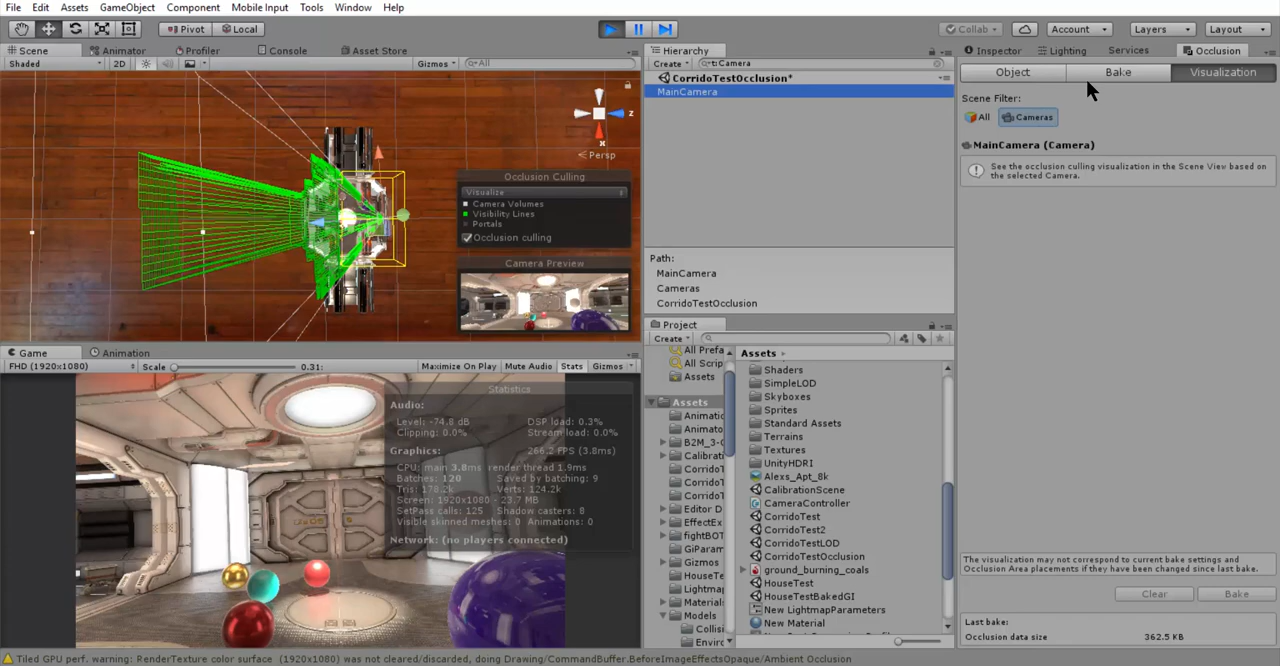 File Edit Assets GameObject Component Mobile Input Tools Window Help
Pivot Local Collab Account Layers Layout
Scene Animator Profiler Console Asset Store
Shaded 2D Gizmos All
z
x
Persp
Occlusion Culling
Visualize
Camera Volumes
Visibility Lines
Portals
Occlusion culling
Camera Preview
Game Animation
FHD (1920x1080) Scale 0.31: Maximize On Play Mute Audio Stats Gizmos
Statistics
Audio:
Level: -74.8 dB DSP load: 0.3%
Clipping: 0.0% Stream load: 0.0%
Graphics: 266.2 FPS (3.8ms)
CPU: main 3.8ms render thread 1.9ms
Batches: 120 Saved by batching: 9
Tris: 178.2k Verts: 124.2k
Screen: 1920x1080 - 23.7 MB
SetPass calls: 125 Shadow casters: 8
Visible skinned meshes: 0 Animations: 0
Network: (no players connected)
Hierarchy
Create t:Camera
CorridoTestOcclusion*
MainCamera
Path:
MainCamera
Cameras
CorridoTestOcclusion
Project
Create
All Prefa
All Scrip
Assets
Assets
Animatio
Animato
B2M_3-
Calibrati
Corrido
Corrido
Corrido
Editor D
EffectEx
fightBOT
GiParam
Gizmos
HouseTe
Lightma
Materials
Models
Collisi
Enviro
Assets
Shaders
SimpleLOD
Skyboxes
Sprites
Standard Assets
Terrains
Textures
UnityHDRI
Alexs_Apt_8k
CalibrationScene
CameraController
CorridoTest
CorridoTest2
CorridoTestLOD
CorridoTestOcclusion
ground_burning_coals
HouseTest
HouseTestBakedGI
New LightmapParameters
New Material
Inspector Lighting Services Occlusion
Object Bake Visualization
Scene Filter:
All Cameras
MainCamera (Camera)
See the occlusion culling visualization in the Scene View based on
the selected Camera.
The visualization may not correspond to current bake settings and
Occlusion Area placements if they have been changed since last bake.
Clear Bake
Last bake:
Occlusion data size 362.5 KB
Tiled GPU perf. warning: RenderTexture color surface (1920x1080) was not cleared/discarded, doing Drawing/CommandBuffer.BeforeImageEffectsOpaque/Ambient Occlusion